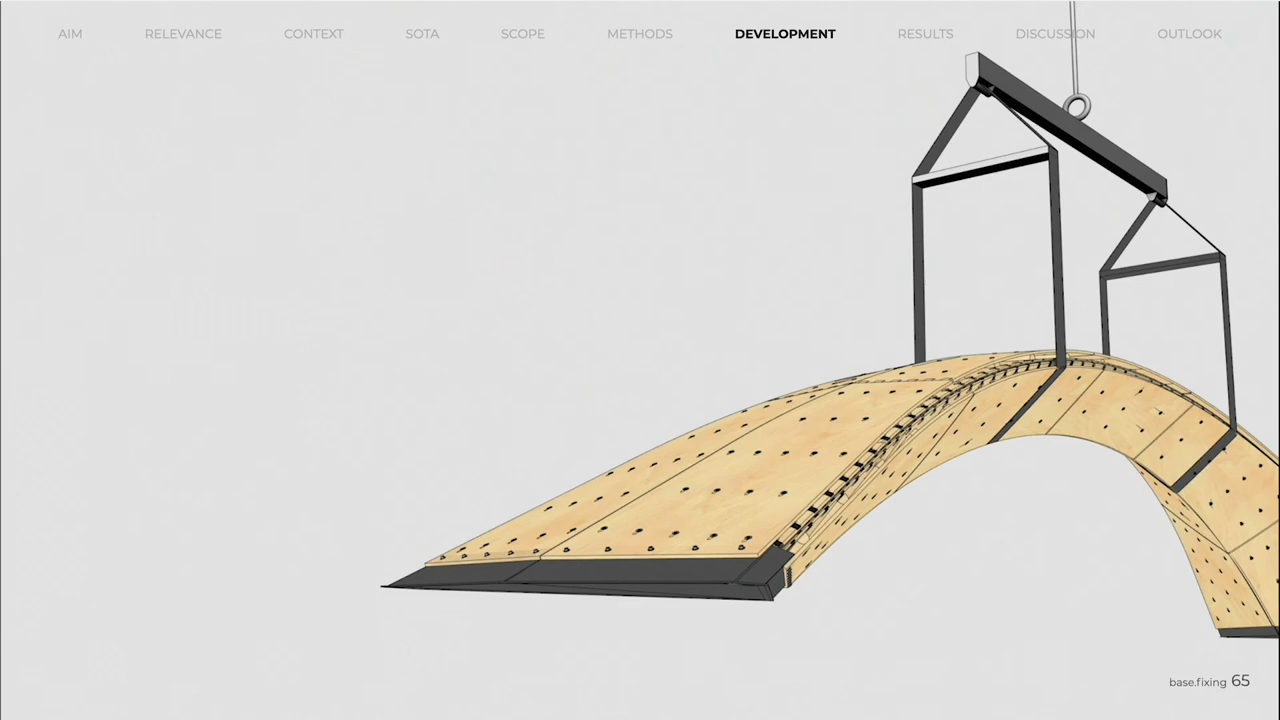 AIM RELEVANCE CONTEXT SOTA SCOPE METHODS DEVELOPMENT RESULTS DISCUSSION OUTLOOK
base.fixing 65